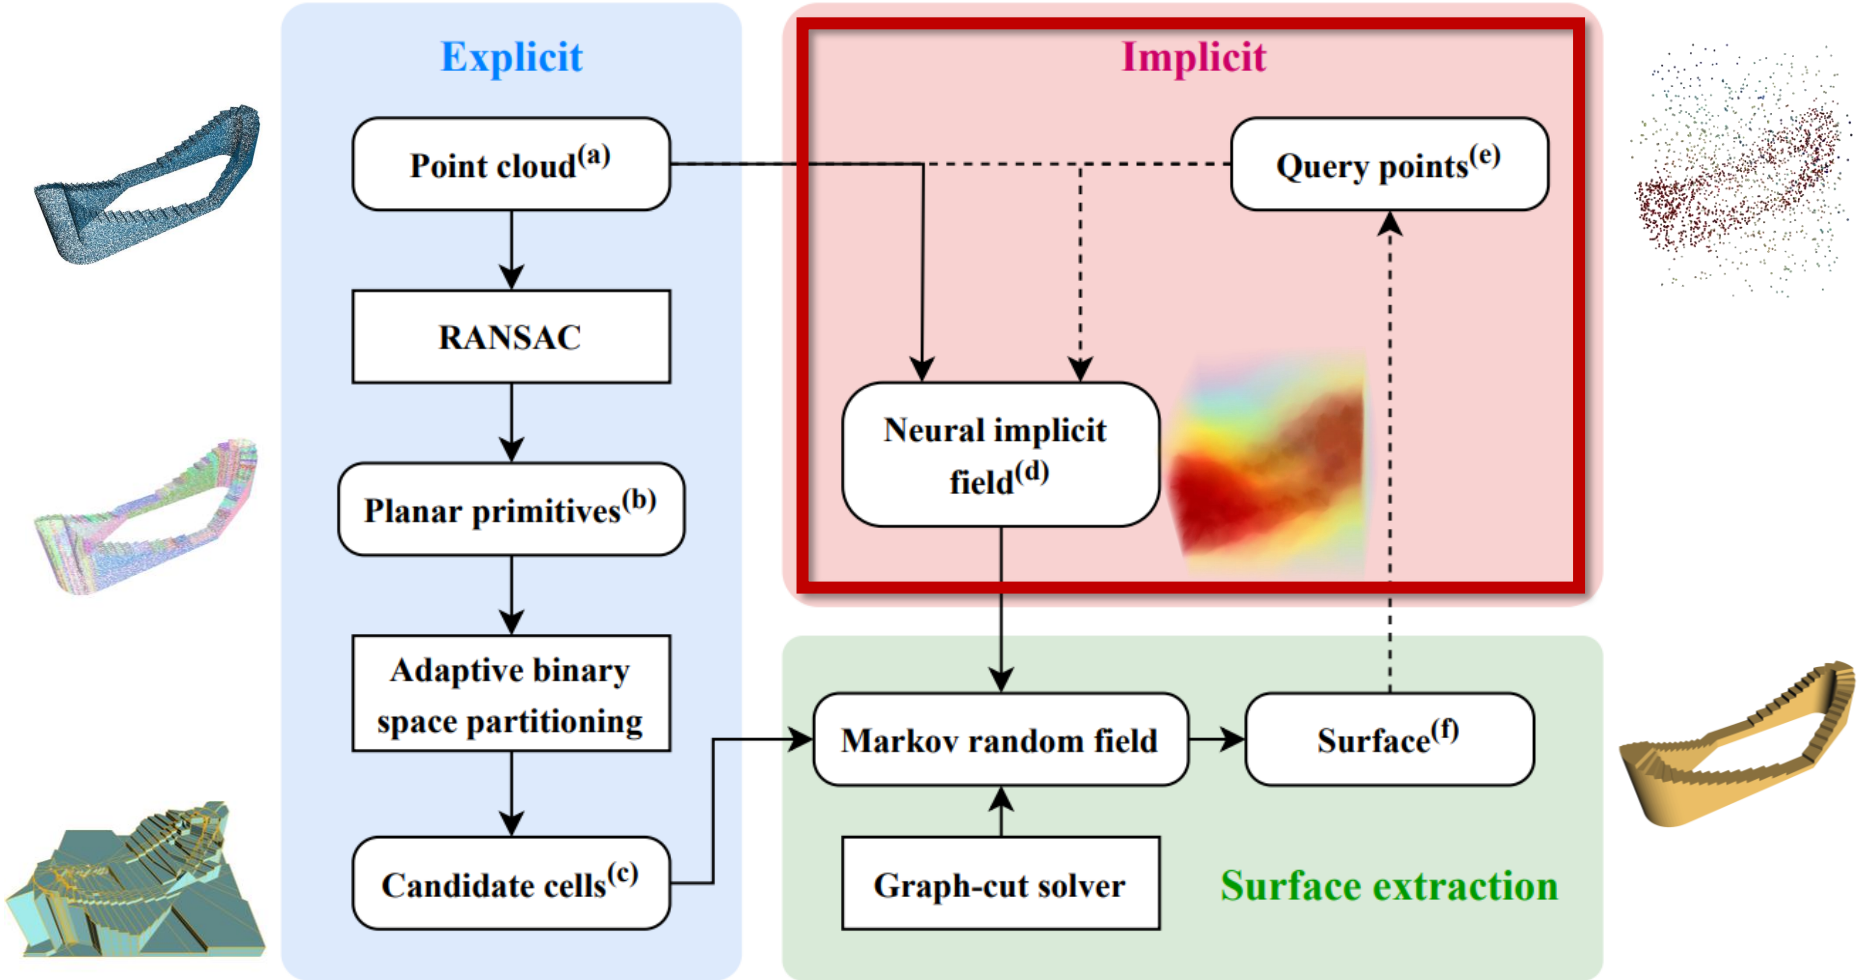 Explicit
Point cloud(a)
RANSAC
Planar primitives(b)
Adaptive binary
space partitioning
Candidate cells(c)
Implicit
Query points(e)
Neural implicit
field(d)
Markov random field
Surface(f)
Graph-cut solver
Surface extraction